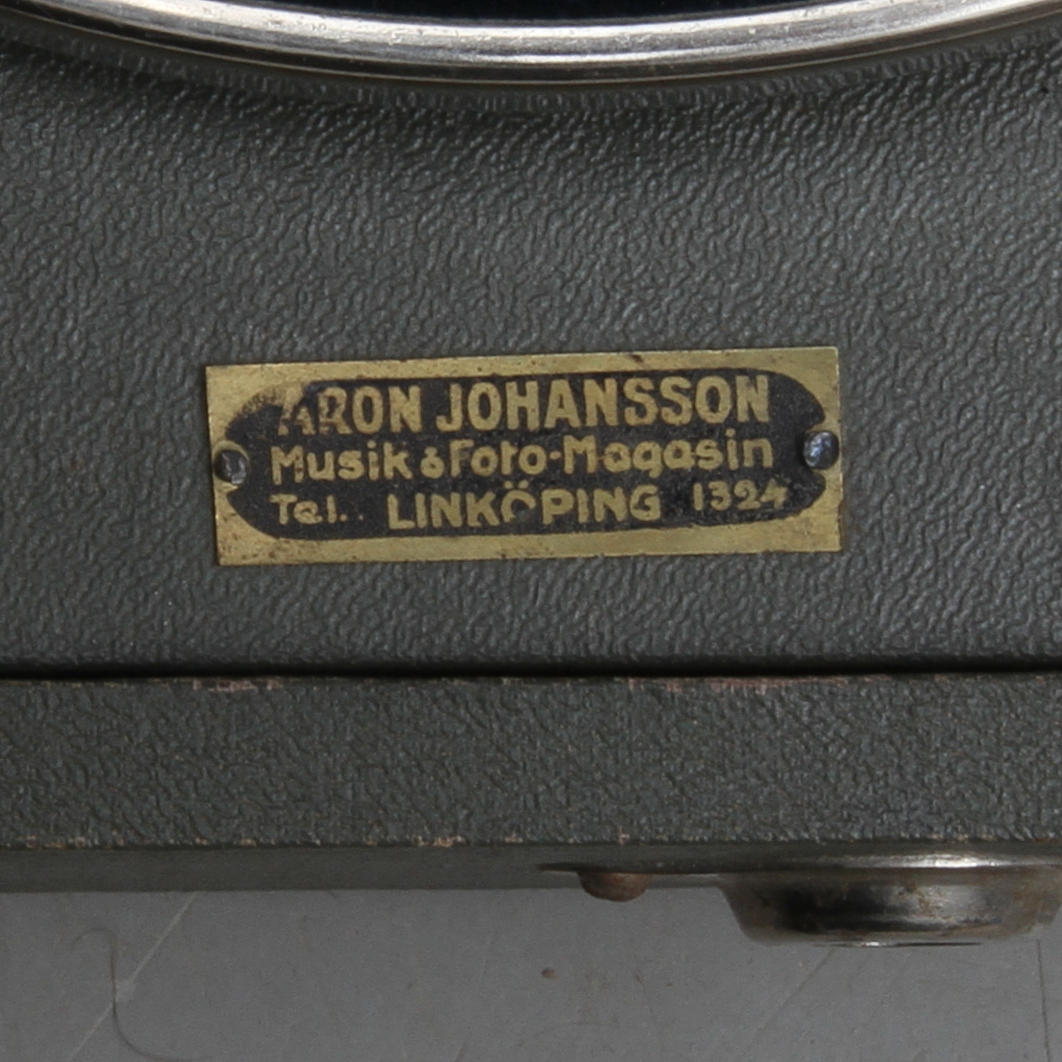 ARON JOHANSSON
Musik & Foto-Magasin
Tel. LINKÖPING 1324